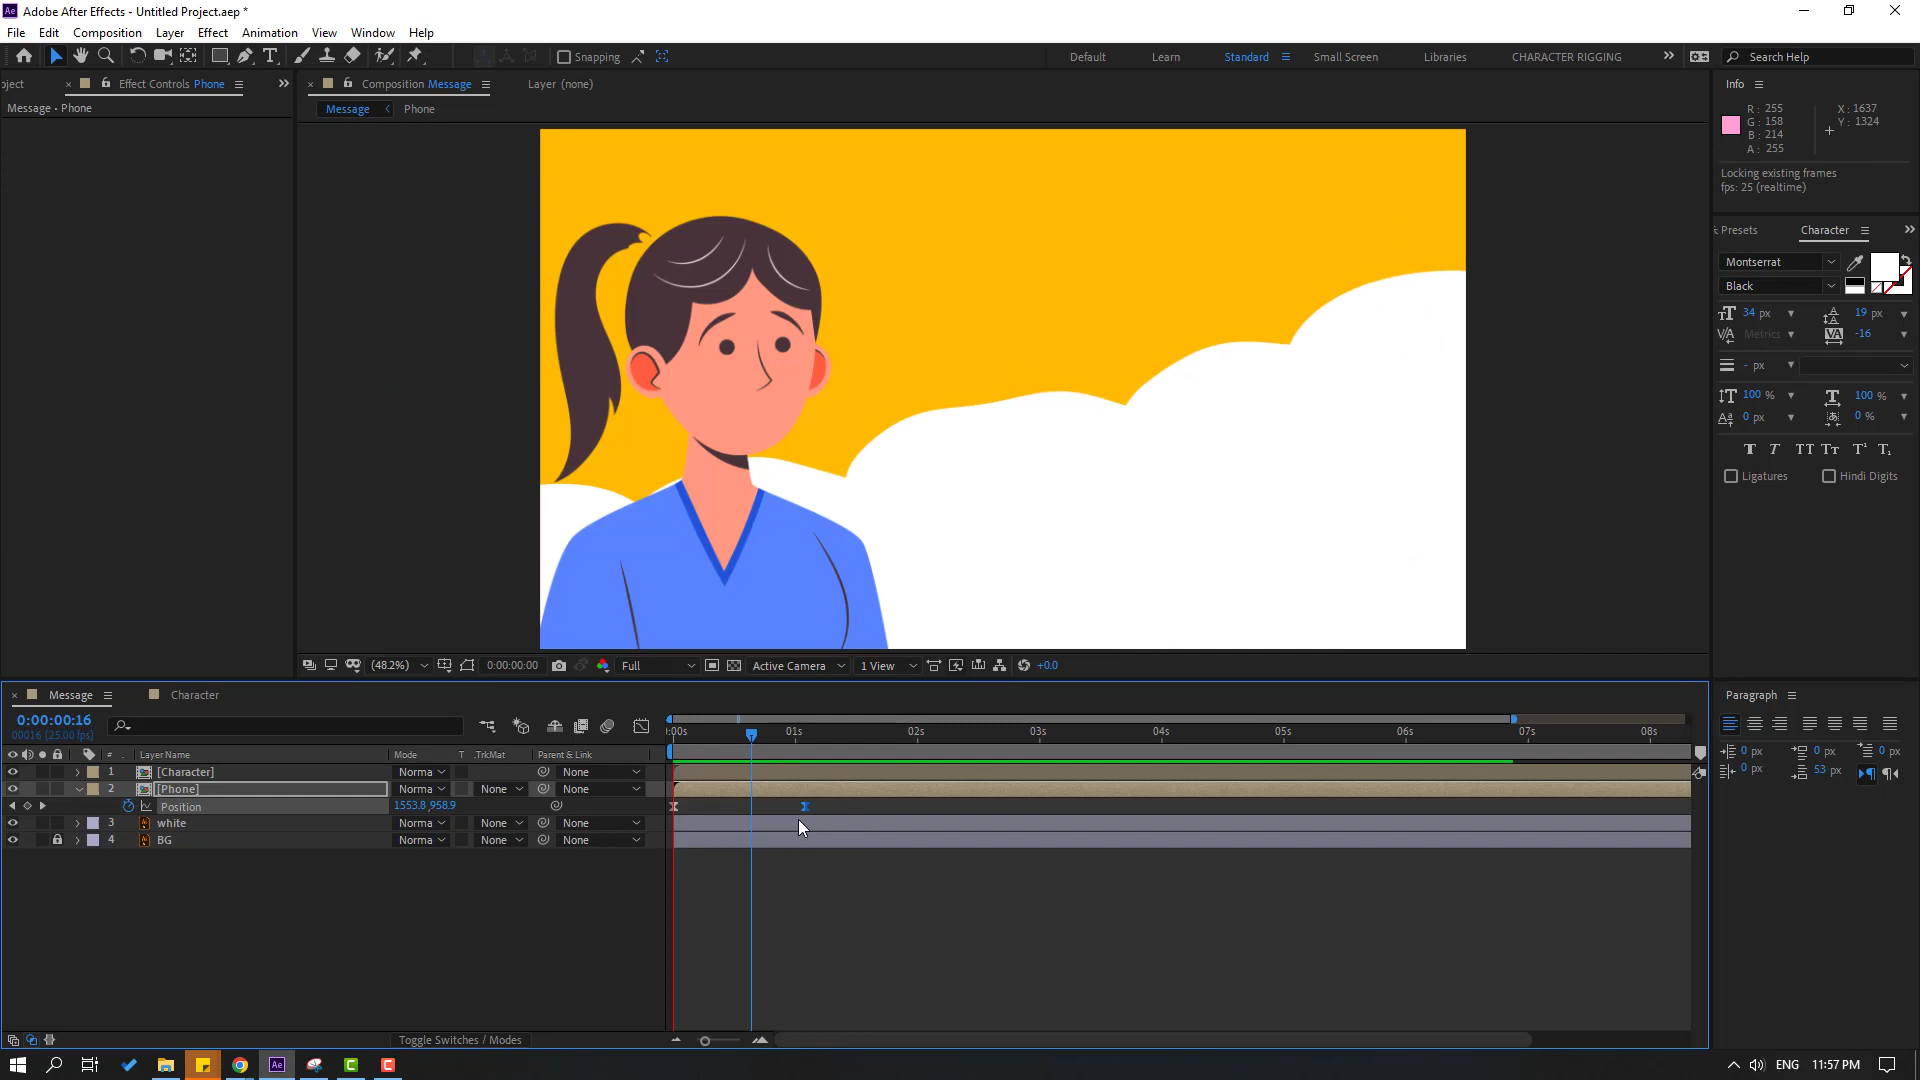 Adobe After Effects - Untitled Project.aep *
File Edit Composition Layer Effect Animation View Window Help
Snapping Default Learn Standard Small Screen Libraries CHARACTER RIGGING Search Help
oject Effect Controls Phone Composition Message Layer (none) Info
Message • Phone Message Phone
R : 255 X : 1637
G : 158 Y : 1324
B : 214
A : 255
Locking existing frames
fps: 25 (realtime)
Presets Character
Montserrat
Black
34 px 19 px
Metrics -16
- px
100 % 100 %
0 px 0 %
T T TT Tт T¹ T₁
Ligatures Hindi Digits
(48.2%) 0:00:00:00 Full Active Camera 1 View +0.0
Message Character Paragraph
0:00:00:16
00016 (25.00 fps)
:00s 01s 02s 03s 04s 05s 06s 07s 08s
# Layer Name Mode T .TrkMat Parent & Link
1 [Character] Norma None
2 [Phone] Norma None None
Position 1553.8,958.9
3 white Norma None None
4 BG Norma None None
0 px 0 px 0 px
0 px 53 px
Toggle Switches / Modes
ENG 11:57 PM